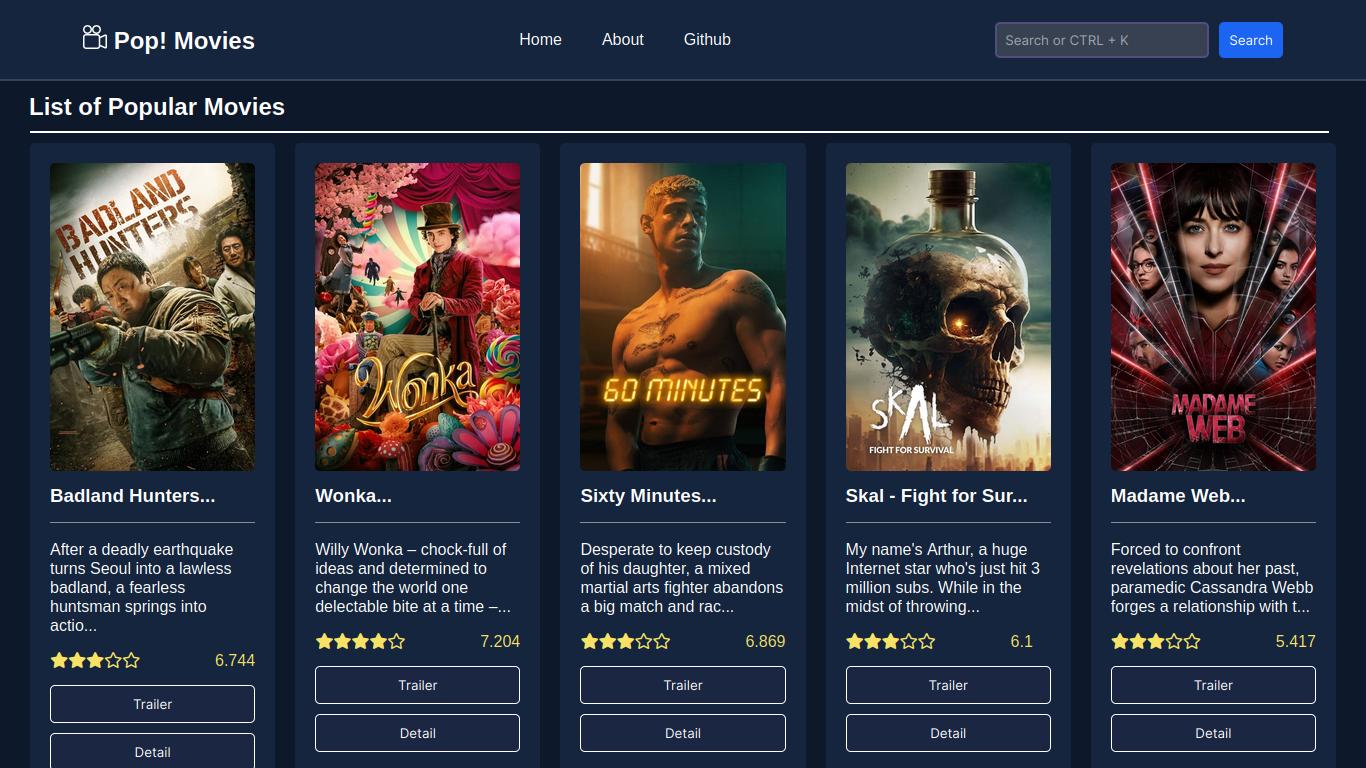 Pop! Movies
Home
About
Github
Search or CTRL + K
Search
List of Popular Movies
BADLAND
HUNTERS
Badland Hunters...
After a deadly earthquake
turns Seoul into a lawless
badland, a fearless
huntsman springs into
actio...
6.744
Trailer
Detail
Wonka
Wonka...
Willy Wonka – chock-full of
ideas and determined to
change the world one
delectable bite at a time –...
7.204
Trailer
Detail
60 MINUTES
Sixty Minutes...
Desperate to keep custody
of his daughter, a mixed
martial arts fighter abandons
a big match and rac...
6.869
Trailer
Detail
SKAL
FIGHT FOR SURVIVAL
Skal - Fight for Sur...
My name's Arthur, a huge
Internet star who's just hit 3
million subs. While in the
midst of throwing...
6.1
Trailer
Detail
MADAME
WEB
Madame Web...
Forced to confront
revelations about her past,
paramedic Cassandra Webb
forges a relationship with t...
5.417
Trailer
Detail